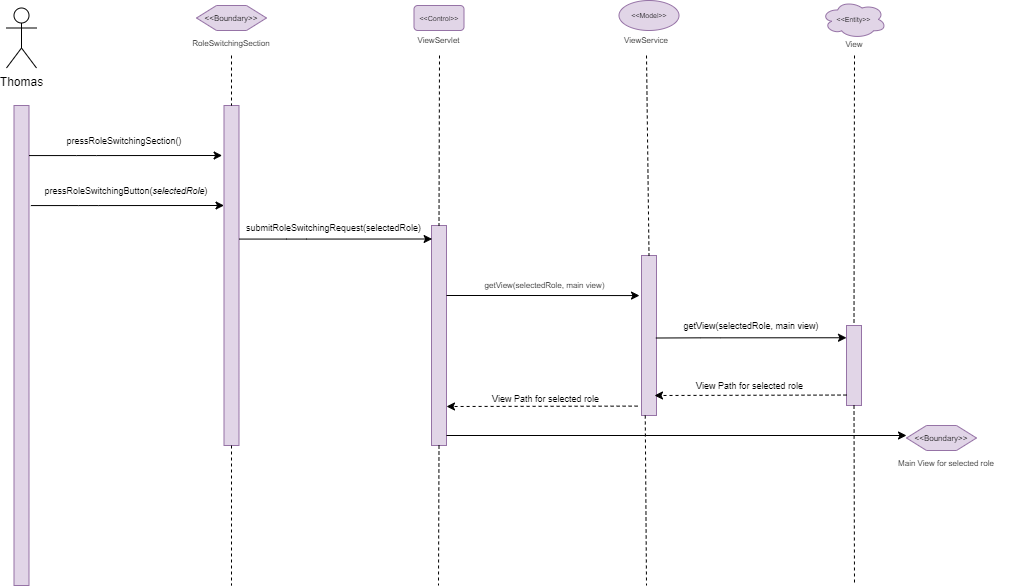 <<Boundary>>
<<Control>>
<<Model>>
<<Entity>>
RoleSwitchingSection
ViewServlet
ViewService
View
Thomas
pressRoleSwitchingSection()
pressRoleSwitchingButton(selectedRole)
submitRoleSwitchingRequest(selectedRole)
getView(selectedRole, main view)
getView(selectedRole, main view)
View Path for selected role
View Path for selected role
<<Boundary>>
Main View for selected role